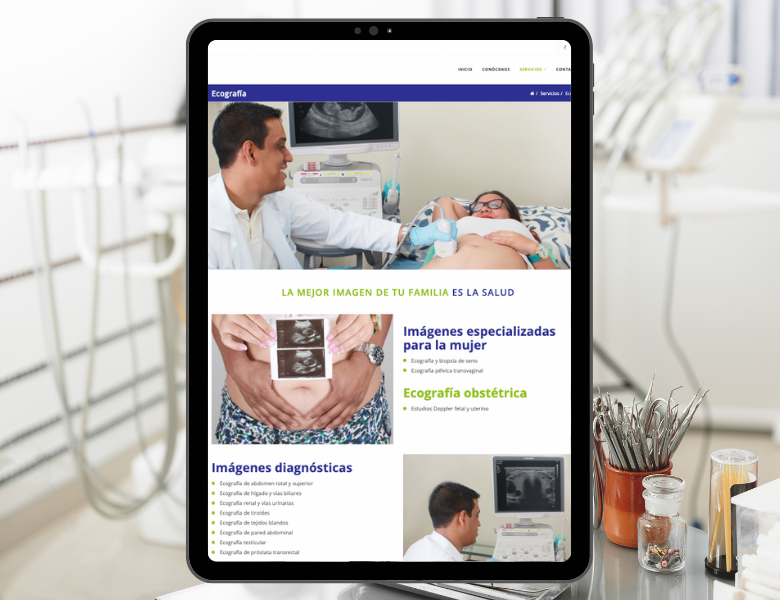 INICIO CONÓCENOS SERVICIOS CONTA
Ecografía
/ Servicios / Eco
LA MEJOR IMAGEN DE TU FAMILIA ES LA SALUD
Imágenes especializadas
para la mujer
Ecografía y biopsia de seno
Ecografía pélvica transvaginal
Ecografía obstétrica
Estudios Doppler fetal y uterino
Imágenes diagnósticas
Ecografía de abdomen total y superior
Ecografía de hígado y vías biliares
Ecografía renal y vías urinarias
Ecografía de tiroides
Ecografía de tejidos blandos
Ecografía de pared abdominal
Ecografía testicular
Ecografía de próstata transrectal